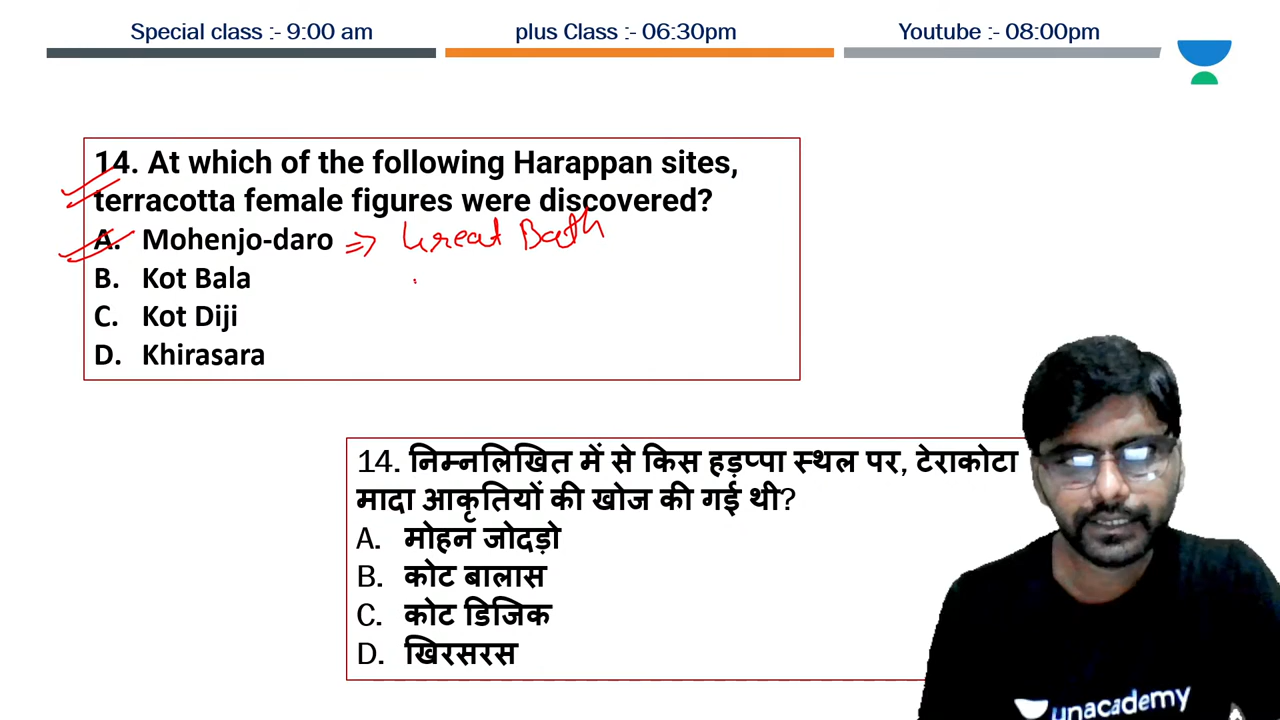 Special class :- 9:00 am
plus Class :- 06:30pm
Youtube :- 08:00pm
14. At which of the following Harappan sites,
terracotta female figures were discovered?
A. Mohenjo-daro ⇒ Great Bath
B. Kot Bala
C. Kot Diji
D. Khirasara
14. निम्नलिखित में से किस हड़प्पा स्थल पर, टेराकोटा
मादा आकृतियों की खोज की गई थी?
A. मोहन जोदड़ो
B. कोट बालास
C. कोट डिजिक
D. खिरसरस
unacademy